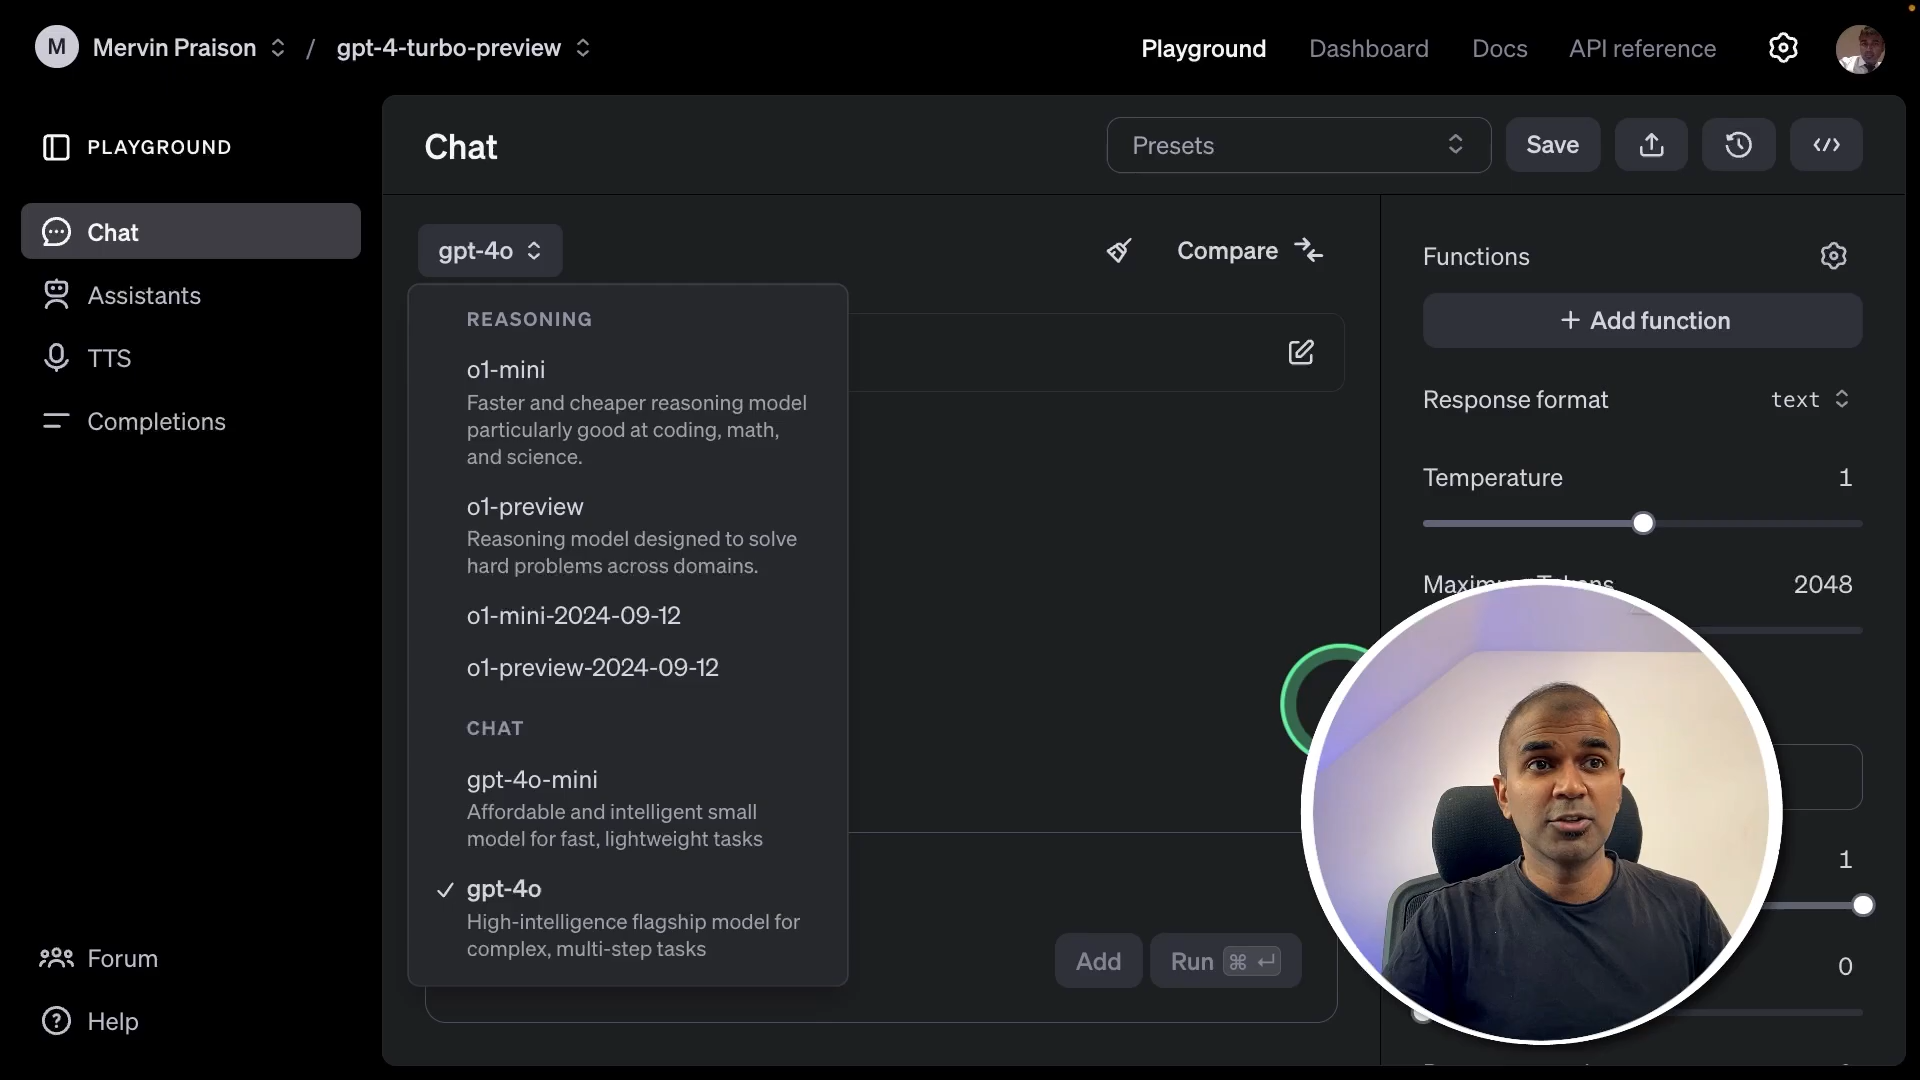 M Mervin Praison / gpt-4-turbo-preview Playground Dashboard Docs API reference
PLAYGROUND
Chat
Assistants
TTS
Completions
Forum
Help
Chat Presets Save
gpt-4o Compare
REASONING
o1-mini
Faster and cheaper reasoning model
particularly good at coding, math,
and science.
o1-preview
Reasoning model designed to solve
hard problems across domains.
o1-mini-2024-09-12
o1-preview-2024-09-12
CHAT
gpt-4o-mini
Affordable and intelligent small
model for fast, lightweight tasks
gpt-4o
High-intelligence flagship model for
complex, multi-step tasks
Add Run ⌘ ↵
Functions
+ Add function
Response format text
Temperature 1
Maximum Tokens 2048
1
0